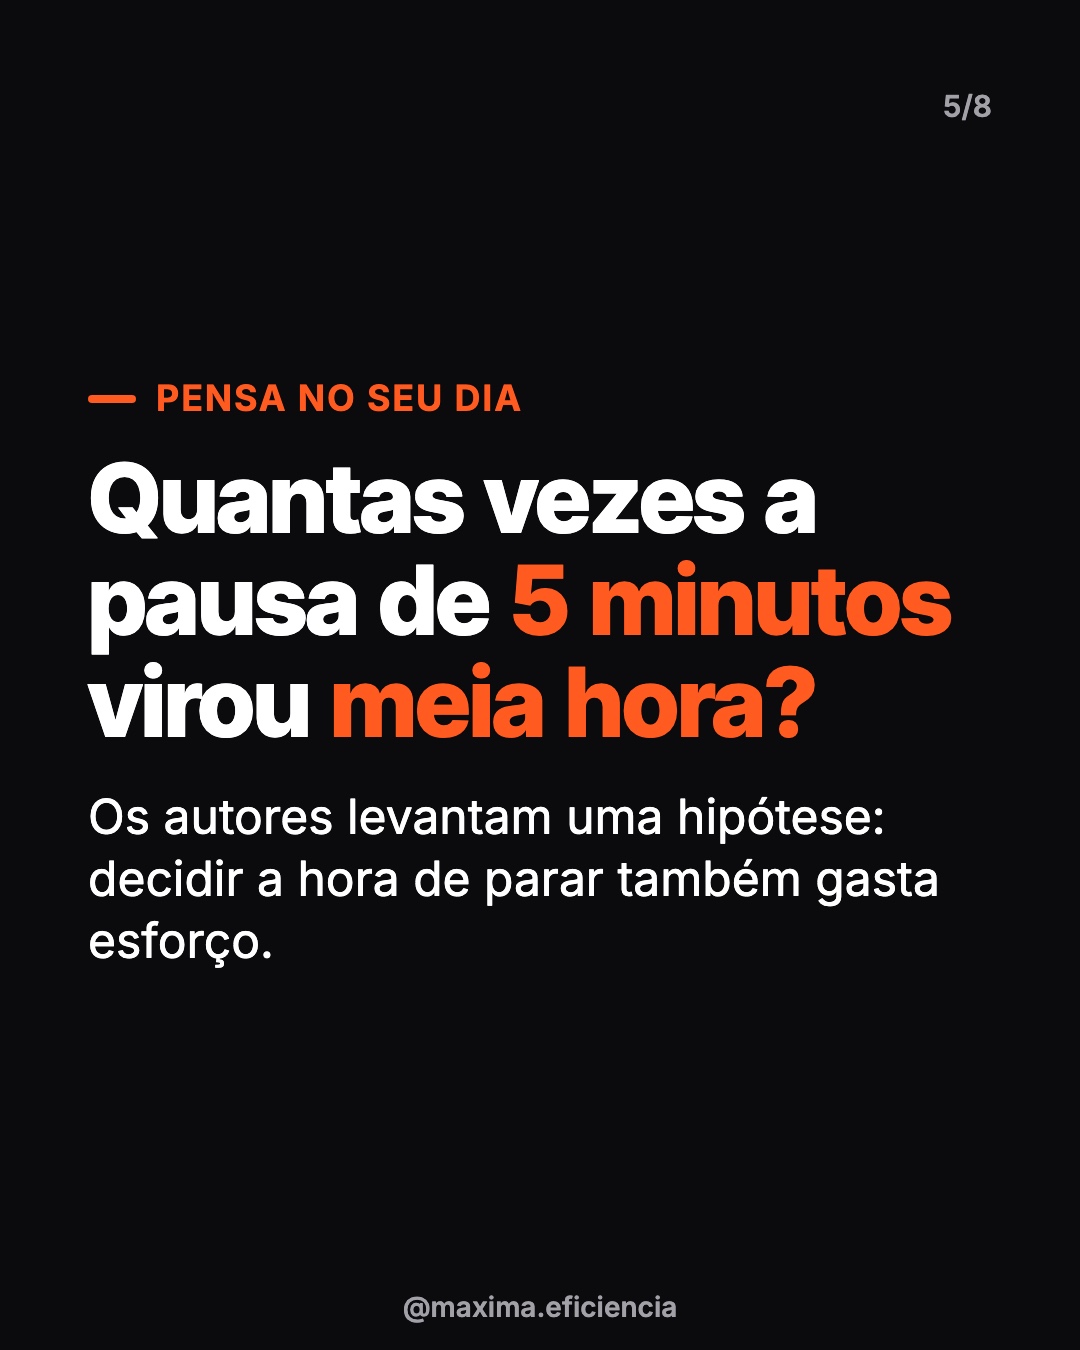 5/8
PENSA NO SEU DIA
Quantas vezes a
pausa de 5 minutos
virou meia hora?
Os autores levantam uma hipótese:
decidir a hora de parar também gasta
esforço.
@maxima.eficiencia